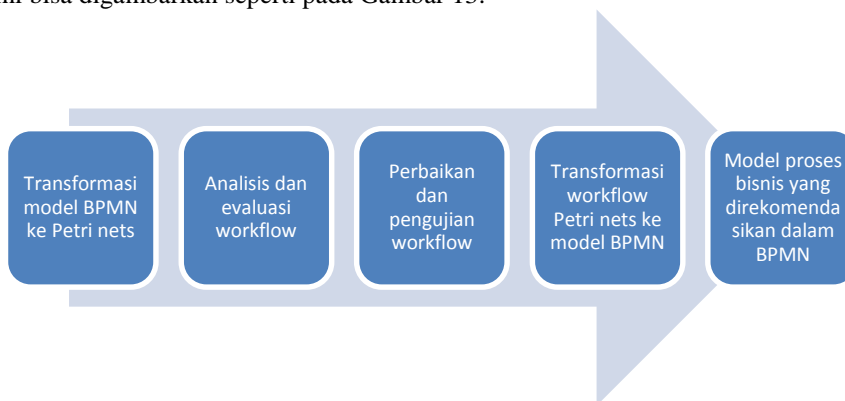 bisa digambarkan seperti pada Gambar 13.
Transformasi
model BPMN
ke Petri nets
Analisis dan
evaluasi
workflow
Perbaikan
dan
pengujian
workflow
Transformasi
workflow
Petri nets ke
model BPMN
Model proses
bisnis yang
direkomenda
sikan dalam
BPMN